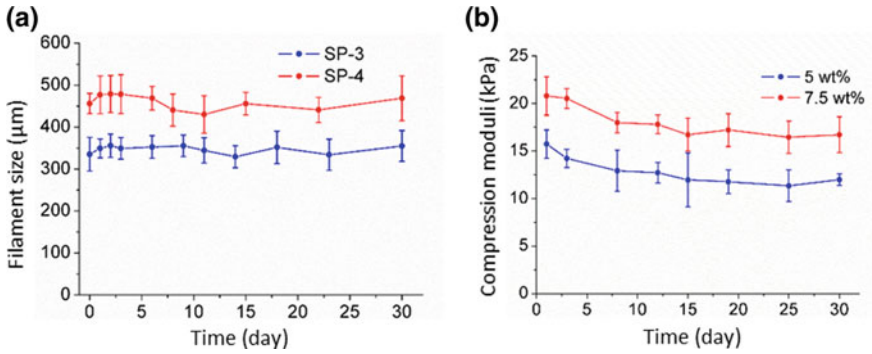 (a)
600
500
400
300
200
100
0
Filament size (μm)
SP-3
SP-4
0 5 10 15 20 25 30
Time (day)
(b)
25
20
15
10
5
0
Compression moduli (kPa)
5 wt%
7.5 wt%
0 5 10 15 20 25 30
Time (day)